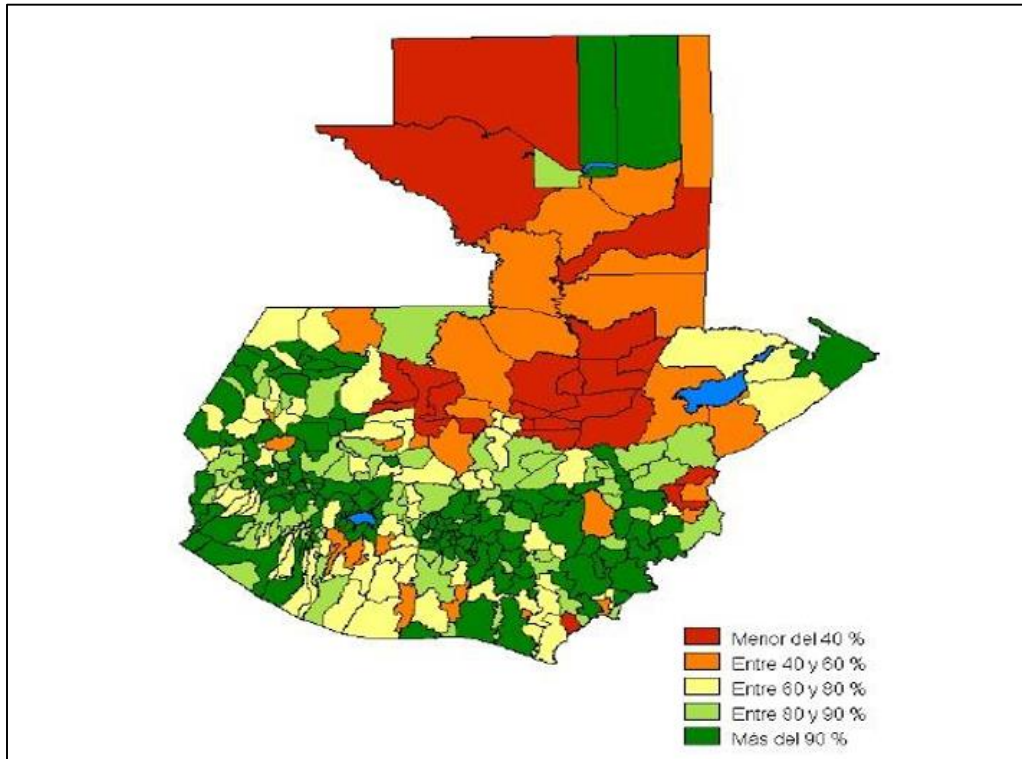 Menor del 40 %
Entre 40 y 60 %
Entre 60 y 80 %
Entre 80 y 90 %
Más del 90 %